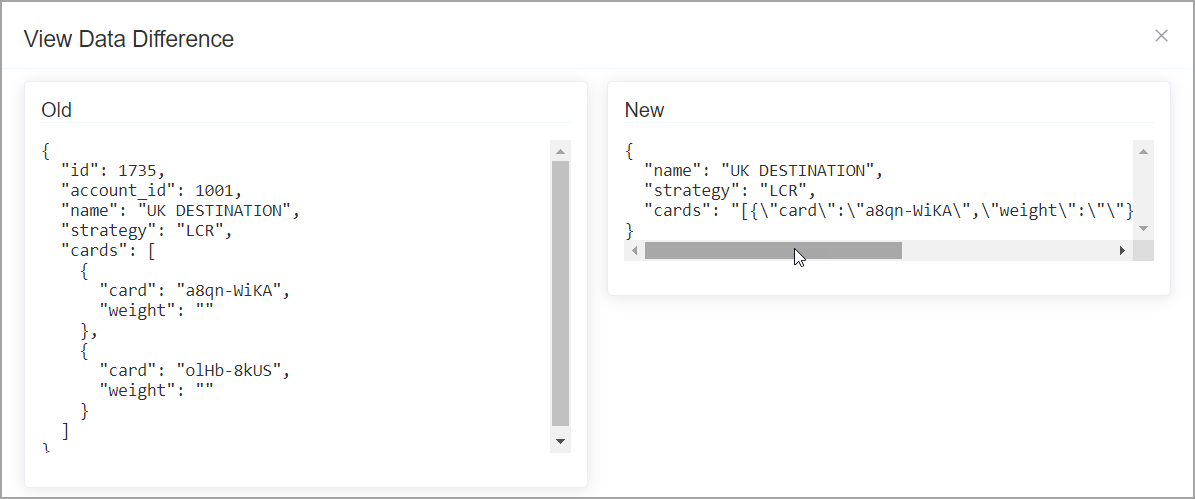 View Data Difference
Old
{
  "id": 1735,
  "account_id": 1001,
  "name": "UK DESTINATION",
  "strategy": "LCR",
  "cards": [
    {
      "card": "a8qn-WiKA",
      "weight": ""
    },
    {
      "card": "olHb-8kUS",
      "weight": ""
    }
  ]
}
New
{
  "name": "UK DESTINATION",
  "strategy": "LCR",
  "cards": "[{\"card\":\"a8qn-WiKA\",\"weight\":\"\"}
}